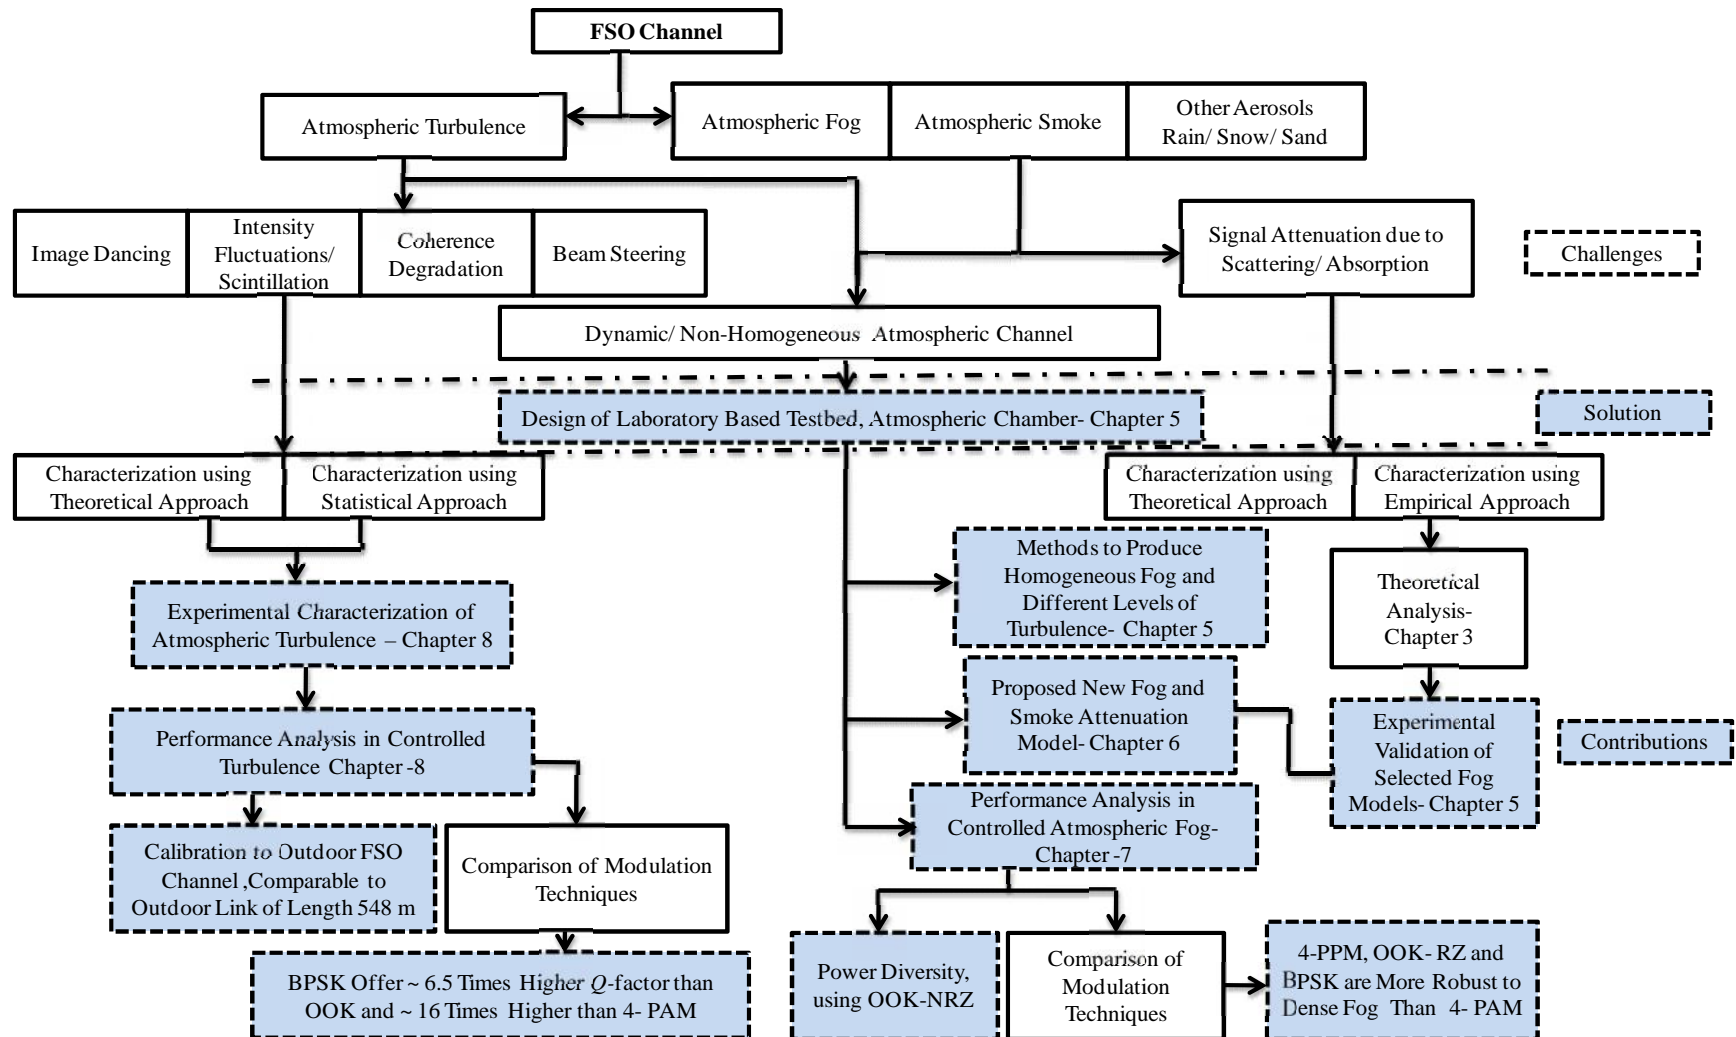 FSO Channel
Atmospheric Turbulence
Atmospheric Fog
Atmospheric Smoke
Other Aerosols
Rain/ Snow/ Sand
Image Dancing
Intensity
Fluctuations/
Scintillation
Coherence
Degradation
Beam Steering
Signal Attenuation due to
Scattering/ Absorption
Challenges
Dynamic/ Non-Homogeneous Atmospheric Channel
Design of Laboratory Based Testbed, Atmospheric Chamber- Chapter 5
Solution
Characterization using
Theoretical Approach
Characterization using
Statistical Approach
Characterization using
Theoretical Approach
Characterization using
Empirical Approach
Methods to Produce
Homogeneous Fog and
Different Levels of
Turbulence- Chapter 5
Theoretical
Analysis-
Chapter 3
Experimental Characterization of
Atmospheric Turbulence – Chapter 8
Proposed New Fog and
Smoke Attenuation
Model- Chapter 6
Experimental
Validation of
Selected Fog
Models- Chapter 5
Contributions
Performance Analysis in Controlled
Turbulence Chapter -8
Performance Analysis in
Controlled Atmospheric Fog-
Chapter -7
Calibration to Outdoor FSO
Channel ,Comparable to
Outdoor Link of Length 548 m
Comparison of Modulation
Techniques
BPSK Offer ~ 6.5 Times Higher Q-factor than
OOK and ~ 16 Times Higher than 4- PAM
Power Diversity,
using OOK-NRZ
Comparison of
Modulation
Techniques
4-PPM, OOK- RZ and
BPSK are More Robust to
Dense Fog Than 4- PAM